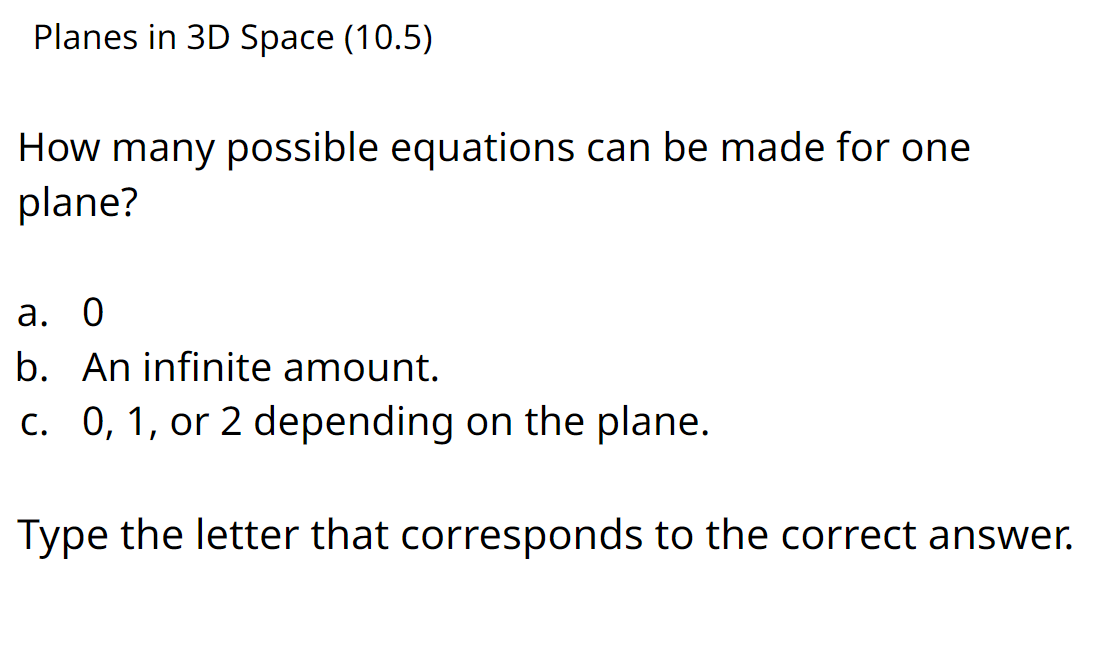 Planes in 3D Space (10.5)
How many possible equations can be made for one
plane?
a. 0
b. An infinite amount.
c. 0, 1, or 2 depending on the plane.
Type the letter that corresponds to the correct answer.